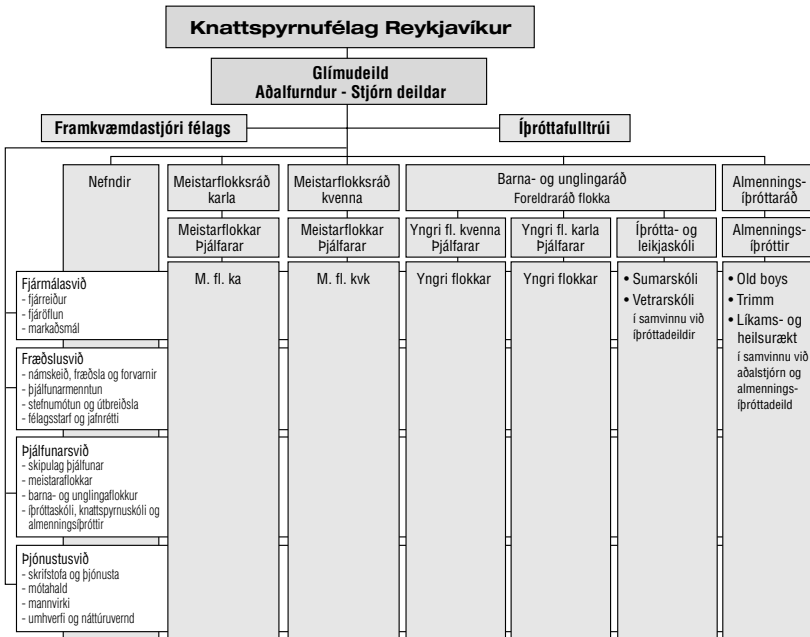 Knattspyrnufélag Reykjavíkur
Glímudeild
Aðalfurndur - Stjórn deildar
Framkvæmdastjóri félags
Íþróttafulltrúi
Nefndir
Meistarflokksráð
karla
Meistarflokksráð
kvenna
Barna- og unglingaráð
Foreldraráð flokka
Almennings-
íþróttaráð
Meistarflokkar
Þjálfarar
Meistarflokkar
Þjálfarar
Yngri fl. kvenna
Þjálfarar
Yngri fl. karla
Þjálfarar
Íþrótta- og
leikjaskóli
Almennings-
íþróttir
M. fl. ka
M. fl. kvk
Yngri flokkar
Yngri flokkar
• Sumarskóli
• Vetrarskóli
í samvinnu við
íþróttadeildir
• Old boys
• Trimm
• Líkams- og
heilsurækt
í samvinnu við
aðalstjórn og
almennings-
íþróttadeild
Fjármálasvið
- fjárreiður
- fjáröflun
- markaðsmál
Fræðslusvið
- námskeið, fræðsla og forvarnir
- þjálfunarmenntun
- stefnumótun og útbreiðsla
- félagsstarf og jafnrétti
Þjálfunarsvið
- skipulag þjálfunar
- meistaraflokkar
- barna- og unglingaflokkur
- íþróttaskóli, knattspyrnuskóli og
almenningsíþróttir
Þjónustusvið
- skrifstofa og þjónusta
- mótahald
- mannvirki
- umhverfi og náttúruvernd